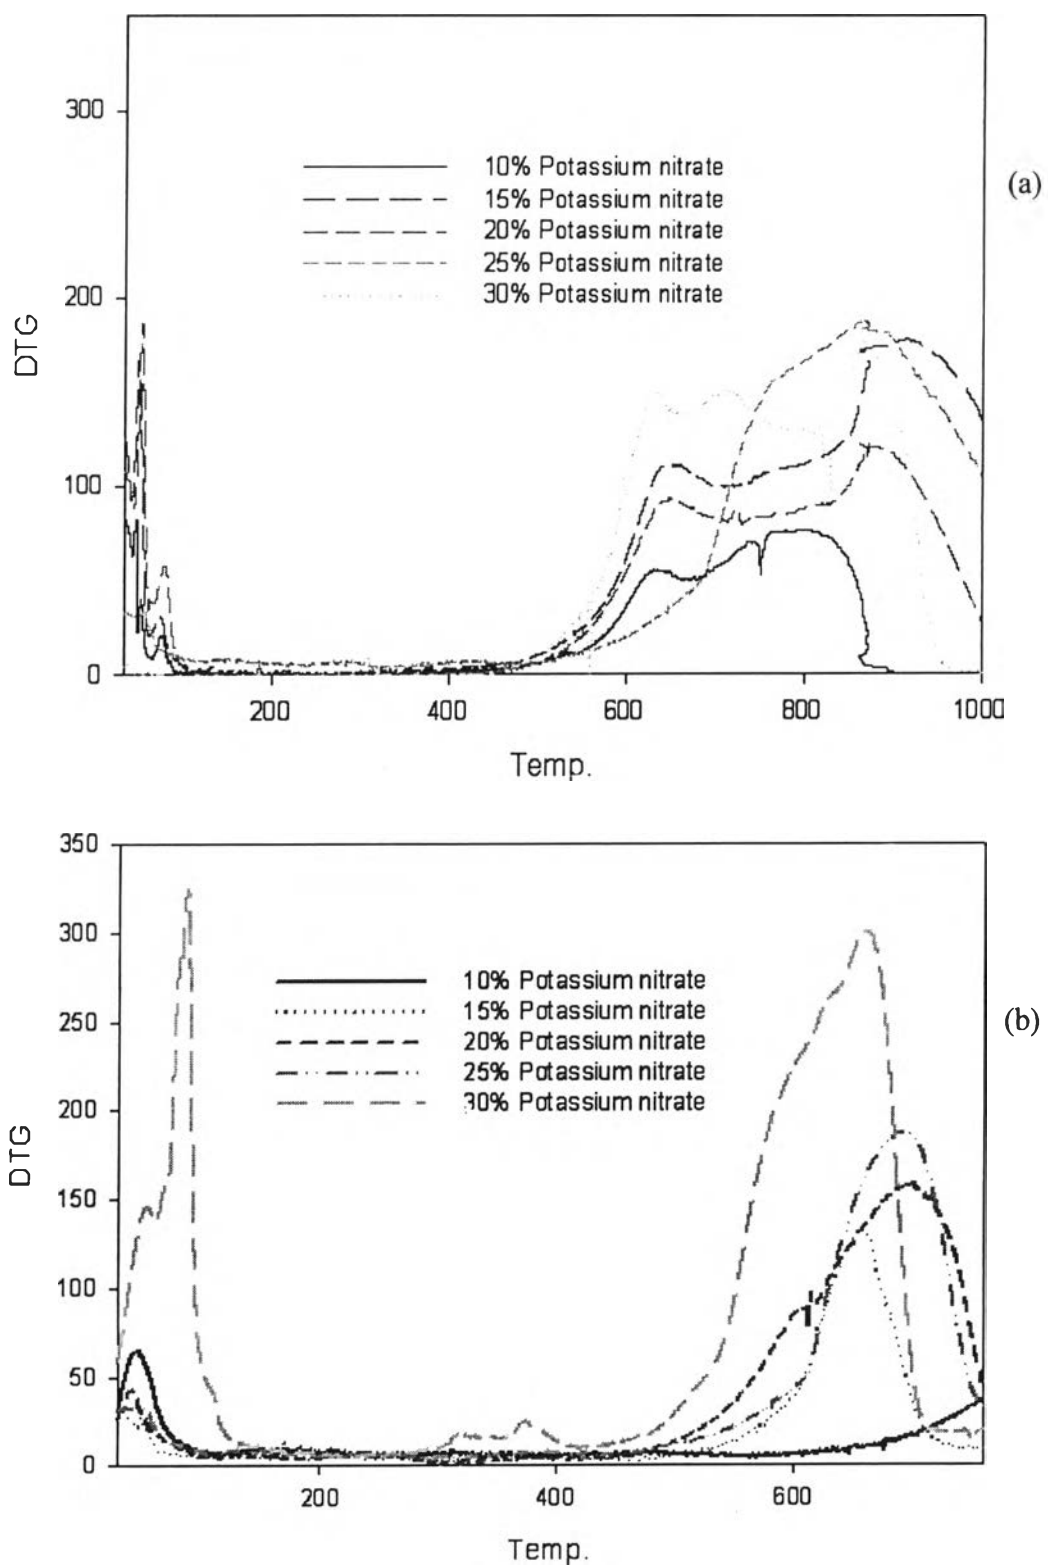 300
10% Potassium nitrate
(a)
15% Potassium nitrate
20% Potassium nitrate
25% Potassium nitrate
200
30% Potassium nitrate
DTG
100
0
200
400
600
800
1000
Temp.
350
300
10% Potassium nitrate
15% Potassium nitrate
(b)
250
20% Potassium nitrate
25% Potassium nitrate
30% Potassium nitrate
200
DTG
150
100
50
0
200
400
600
Temp.